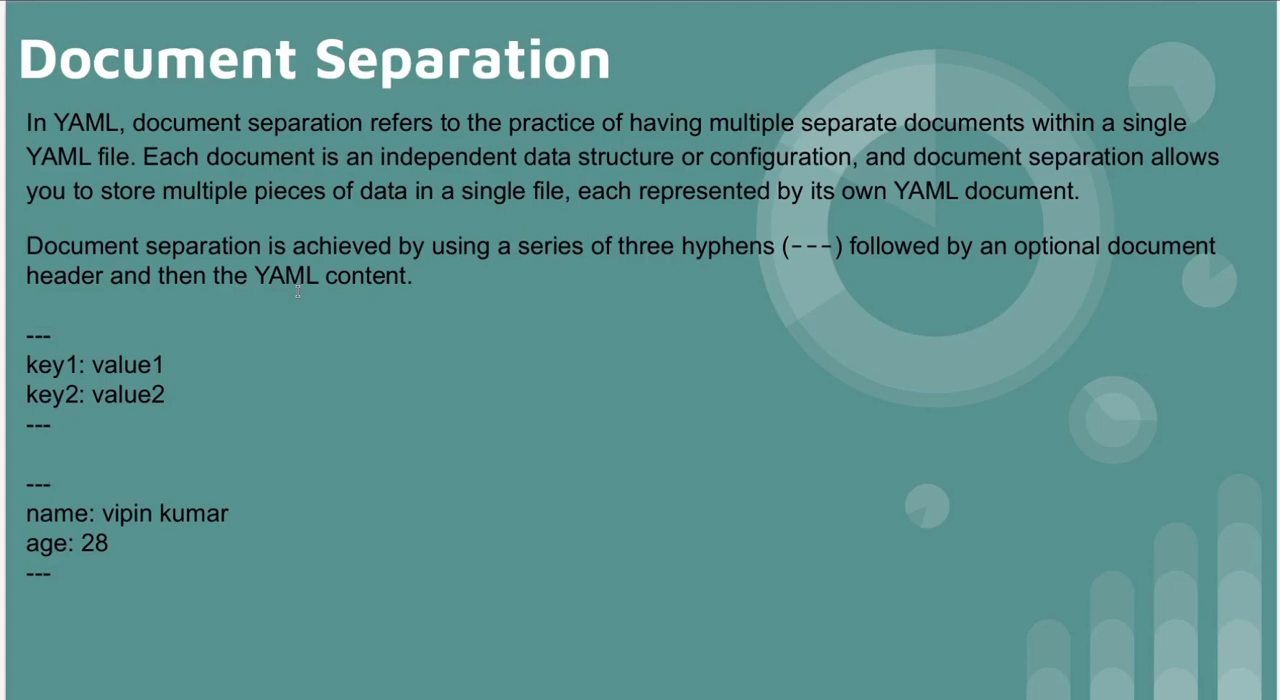 Document Separation
In YAML, document separation refers to the practice of having multiple separate documents within a single
YAML file. Each document is an independent data structure or configuration, and document separation allows
you to store multiple pieces of data in a single file, each represented by its own YAML document.
Document separation is achieved by using a series of three hyphens (---) followed by an optional document
header and then the YAML content.
---
key1: value1
key2: value2
---
---
name: vipin kumar
age: 28
---